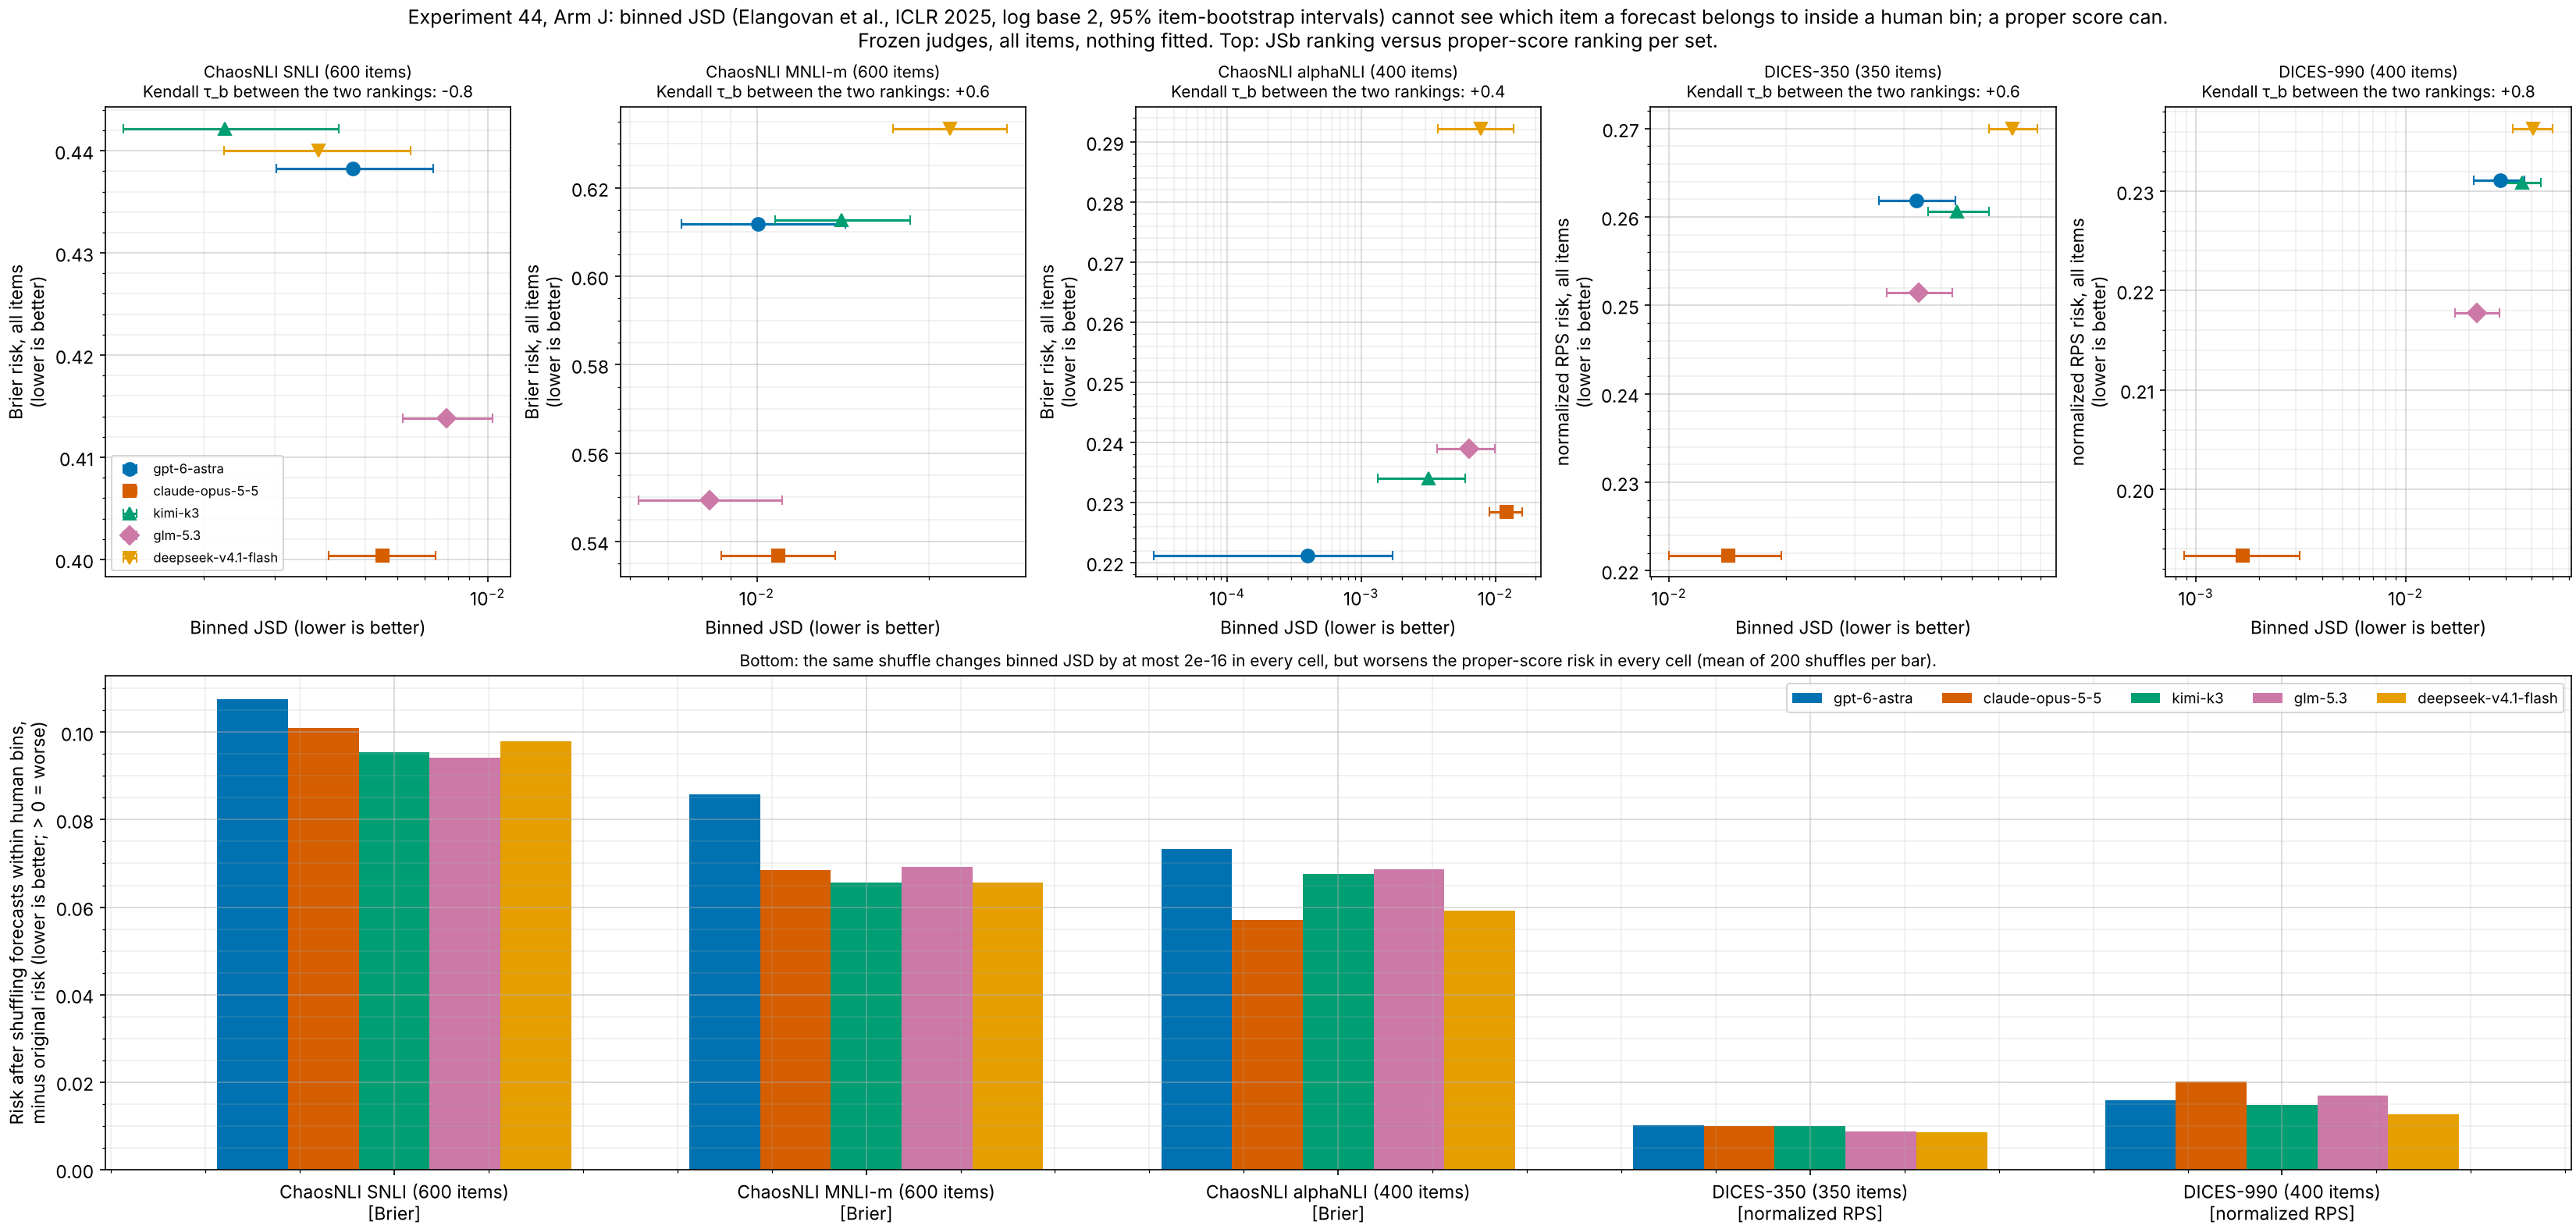 Experiment 44, Arm J: binned JSD (Elangovan et al., ICLR 2025, log base 2, 95% item-bootstrap intervals) cannot see which item a forecast belongs to inside a human bin; a proper score can.
Frozen judges, all items, nothing fitted. Top: JSb ranking versus proper-score ranking per set.
ChaosNLI SNLI (600 items)
Kendall τ_b between the two rankings: -0.8
Brier risk, all items
(lower is better)
0.44
0.43
0.42
0.41
0.40
gpt-6-astra
claude-opus-5-5
kimi-k3
glm-5.3
deepseek-v4.1-flash
10⁻²
Binned JSD (lower is better)
ChaosNLI MNLI-m (600 items)
Kendall τ_b between the two rankings: +0.6
Brier risk, all items
(lower is better)
0.62
0.60
0.58
0.56
0.54
10⁻²
Binned JSD (lower is better)
ChaosNLI alphaNLI (400 items)
Kendall τ_b between the two rankings: +0.4
Brier risk, all items
(lower is better)
0.29
0.28
0.27
0.26
0.25
0.24
0.23
0.22
10⁻⁴
10⁻³
10⁻²
Binned JSD (lower is better)
DICES-350 (350 items)
Kendall τ_b between the two rankings: +0.6
normalized RPS risk, all items
(lower is better)
0.27
0.26
0.25
0.24
0.23
0.22
10⁻²
Binned JSD (lower is better)
DICES-990 (400 items)
Kendall τ_b between the two rankings: +0.8
normalized RPS risk, all items
(lower is better)
0.23
0.22
0.21
0.20
10⁻³
10⁻²
Binned JSD (lower is better)
Bottom: the same shuffle changes binned JSD by at most 2e-16 in every cell, but worsens the proper-score risk in every cell (mean of 200 shuffles per bar).
Risk after shuffling forecasts within human bins,
minus original risk (lower is better; > 0 = worse)
0.10
0.08
0.06
0.04
0.02
0.00
gpt-6-astra
claude-opus-5-5
kimi-k3
glm-5.3
deepseek-v4.1-flash
ChaosNLI SNLI (600 items)
[Brier]
ChaosNLI MNLI-m (600 items)
[Brier]
ChaosNLI alphaNLI (400 items)
[Brier]
DICES-350 (350 items)
[normalized RPS]
DICES-990 (400 items)
[normalized RPS]